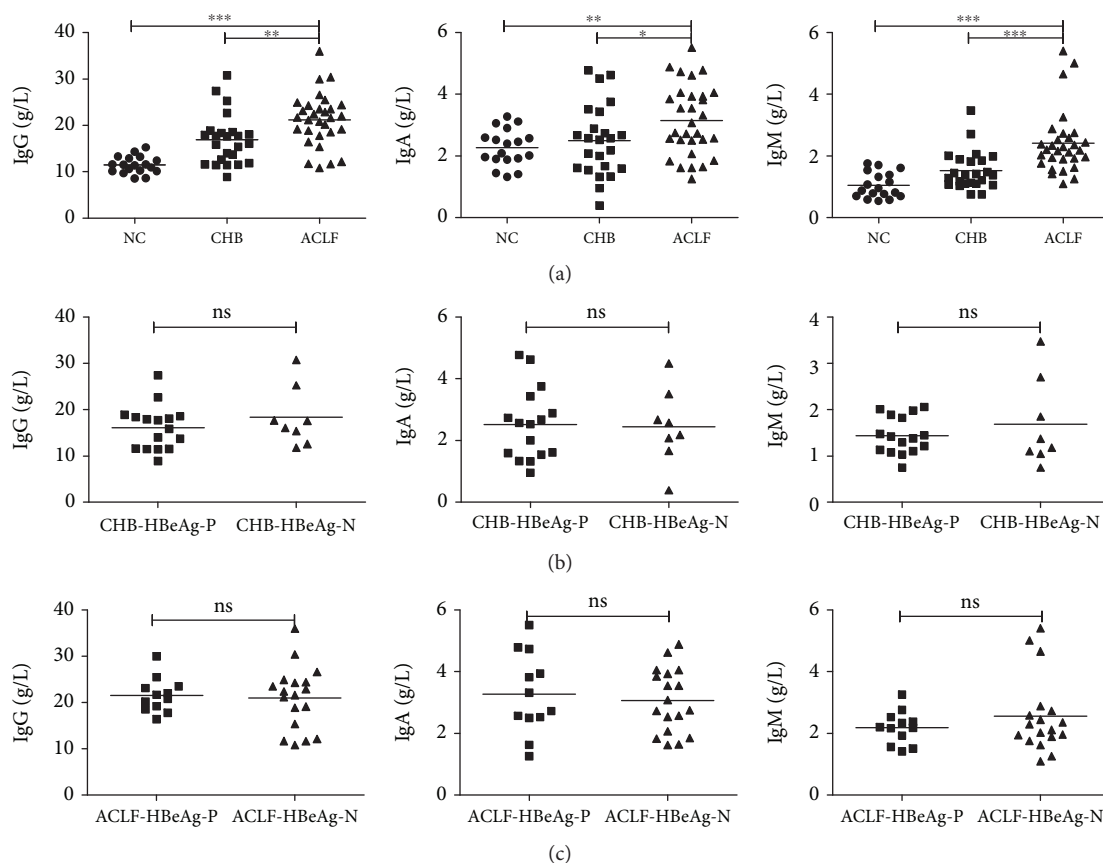 *** ** *** 
** * ***
40 30 20 10 0
IgG (g/L)
NC CHB ACLF
6 4 2 0
IgA (g/L)
NC CHB ACLF
6 4 2 0
IgM (g/L)
NC CHB ACLF
(a)
ns
40 30 20 10 0
IgG (g/L)
CHB-HBeAg-P CHB-HBeAg-N
ns
6 4 2 0
IgA (g/L)
CHB-HBeAg-P CHB-HBeAg-N
ns
4 3 2 1 0
IgM (g/L)
CHB-HBeAg-P CHB-HBeAg-N
(b)
ns
40 30 20 10 0
IgG (g/L)
ACLF-HBeAg-P ACLF-HBeAg-N
ns
6 4 2 0
IgA (g/L)
ACLF-HBeAg-P ACLF-HBeAg-N
ns
6 4 2 0
IgM (g/L)
ACLF-HBeAg-P ACLF-HBeAg-N
(c)